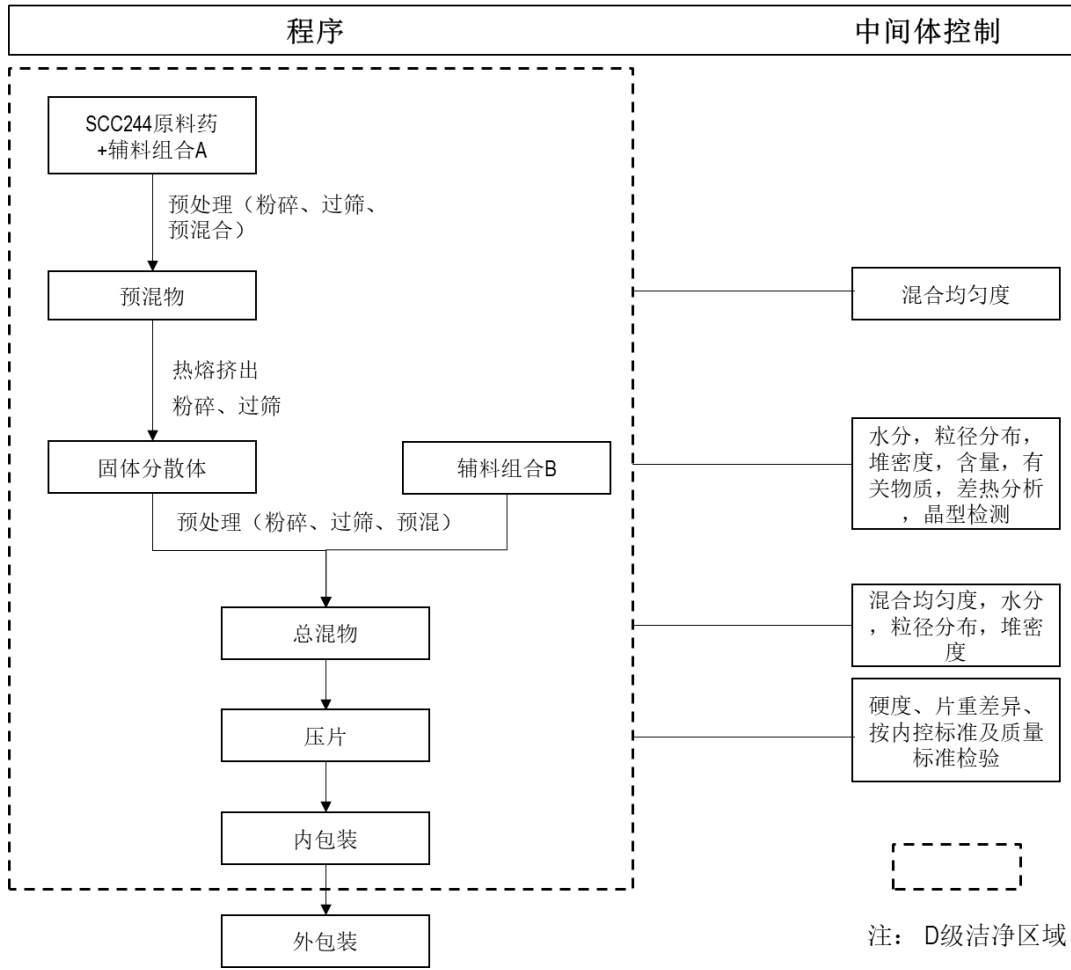 程序
中间体控制
SCC244原料药
+辅料组合A
预处理（粉碎、过筛、
预混合）
预混物
混合均匀度
热熔挤出
粉碎、过筛
固体分散体
辅料组合B
水分，粒径分布，
堆密度，含量，有
关物质，差热分析
，晶型检测
预处理（粉碎、过筛、预混）
总混物
混合均匀度，水分
，粒径分布，堆密
度
压片
硬度、片重差异、
按内控标准及质量
标准检验
内包装
外包装
注： D级洁净区域